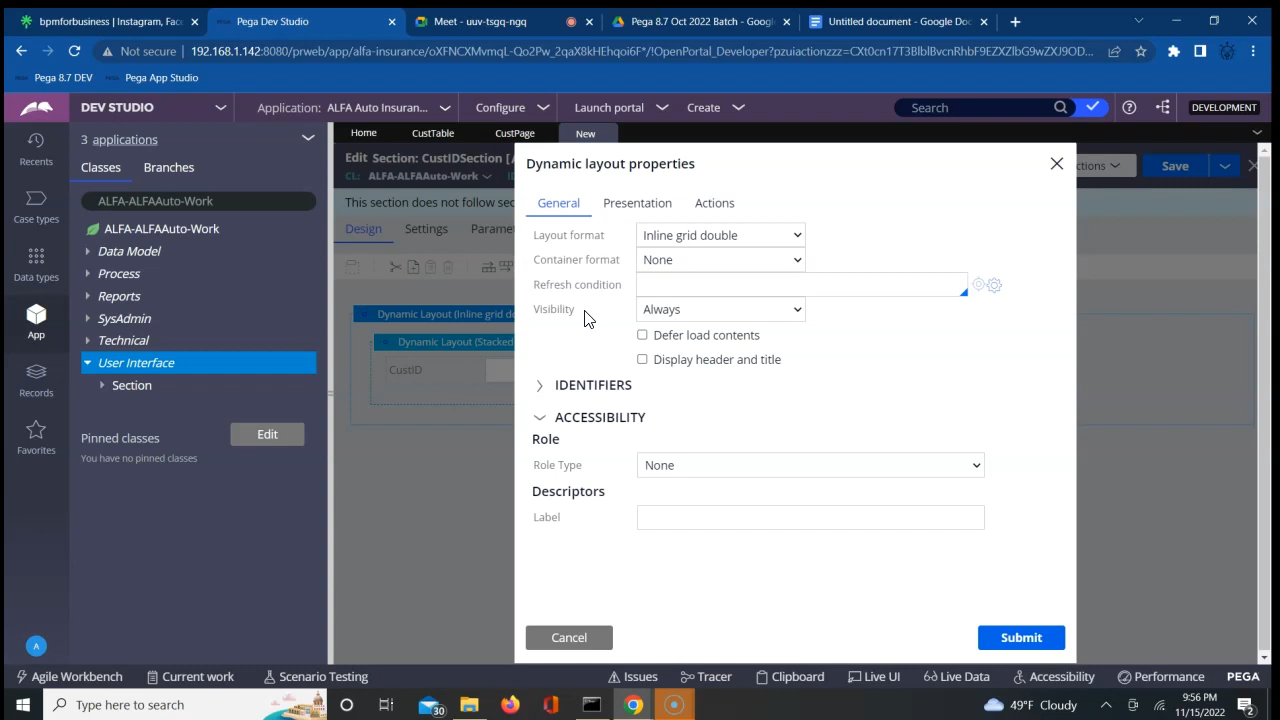 bpmforbusiness | Instagram, Fac
Pega Dev Studio
Meet - uuv-tsgq-nqq
Pega 8.7 Oct 2022 Batch - Googl
Untitled document - Google Doc
Not secure
192.168.1.142:8080/prweb/app/alfa-insurance/oXFNCXMvmqL-Qo2Pw_2qaX8kHEhqoi6F*/!OpenPortal_Developer?pzuiactionzzz=CXt0cn17T3BlblBvcnRhbF9EZXZlbG9wZXJ9OD...
Pega 8.7 DEV
Pega App Studio
DEV STUDIO
Application: ALFA Auto Insuran...
Configure
Launch portal
Create
Search
DEVELOPMENT
Recents
Case types
Data types
App
Records
Favorites
A
3 applications
Classes
Branches
ALFA-ALFAAuto-Work
ALFA-ALFAAuto-Work
Data Model
Process
Reports
SysAdmin
Technical
User Interface
Section
Pinned classes
Edit
You have no pinned classes
Home
CustTable
CustPage
New
Edit Section: CustIDSection [
CL: ALFA-ALFAAuto-Work
ctions
Save
This section does not follow sec
Design
Settings
Paramet
Dynamic Layout (Inline grid do
Dynamic Layout (Stacked
CustID
Dynamic layout properties
General
Presentation
Actions
Layout format
Inline grid double
Container format
None
Refresh condition
Visibility
Always
Defer load contents
Display header and title
IDENTIFIERS
ACCESSIBILITY
Role
Role Type
None
Descriptors
Label
Cancel
Submit
Agile Workbench
Current work
Scenario Testing
Issues
Tracer
Clipboard
Live UI
Live Data
Accessibility
Performance
PEGA
Type here to search
30
49°F Cloudy
9:56 PM
11/15/2022
2